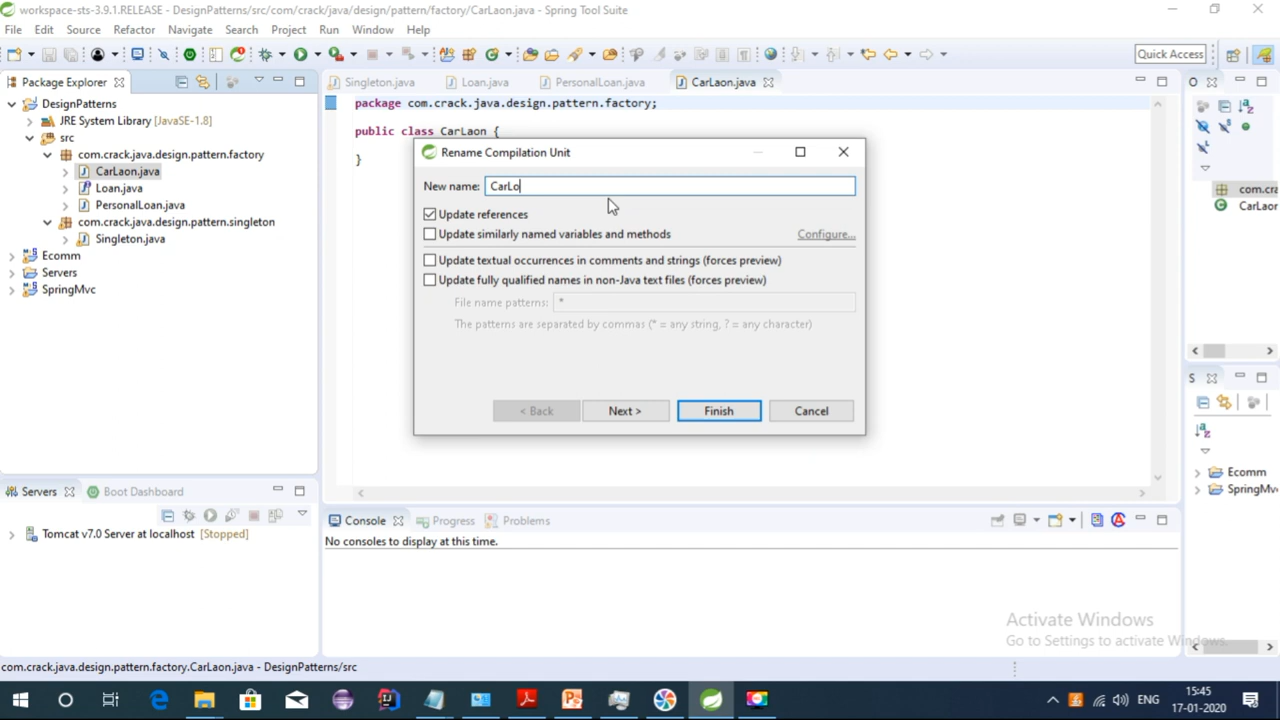 workspace-sts-3.9.1.RELEASE - DesignPatterns/src/com/crack/java/design/pattern/factory/CarLaon.java - Spring Tool Suite
File Edit Source Refactor Navigate Search Project Run Window Help
Quick Access
Package Explorer
DesignPatterns
JRE System Library [JavaSE-1.8]
src
com.crack.java.design.pattern.factory
CarLaon.java
Loan.java
PersonalLoan.java
com.crack.java.design.pattern.singleton
Singleton.java
Ecomm
Servers
SpringMvc
Singleton.java Loan.java PersonalLoan.java CarLaon.java
package com.crack.java.design.pattern.factory;
public class CarLaon {
}
Rename Compilation Unit
New name: CarLo
Update references
Update similarly named variables and methods Configure...
Update textual occurrences in comments and strings (forces preview)
Update fully qualified names in non-Java text files (forces preview)
File name patterns: *
The patterns are separated by commas (* = any string, ? = any character)
< Back Next > Finish Cancel
O
com.cra
CarLaon
S
Ecomm
SpringMv
Servers Boot Dashboard
Tomcat v7.0 Server at localhost [Stopped]
Console Progress Problems
No consoles to display at this time.
Activate Windows
Go to Settings to activate Windows.
com.crack.java.design.pattern.factory.CarLaon.java - DesignPatterns/src
ENG
15:45
17-01-2020